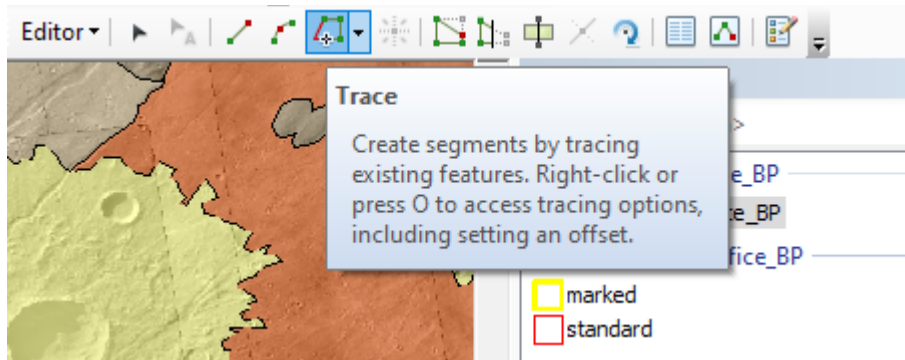 Editor
Trace
Create segments by tracing
existing features. Right-click or
press O to access tracing options,
including setting an offset.
>
e_BP
ce_BP
fice_BP
marked
standard